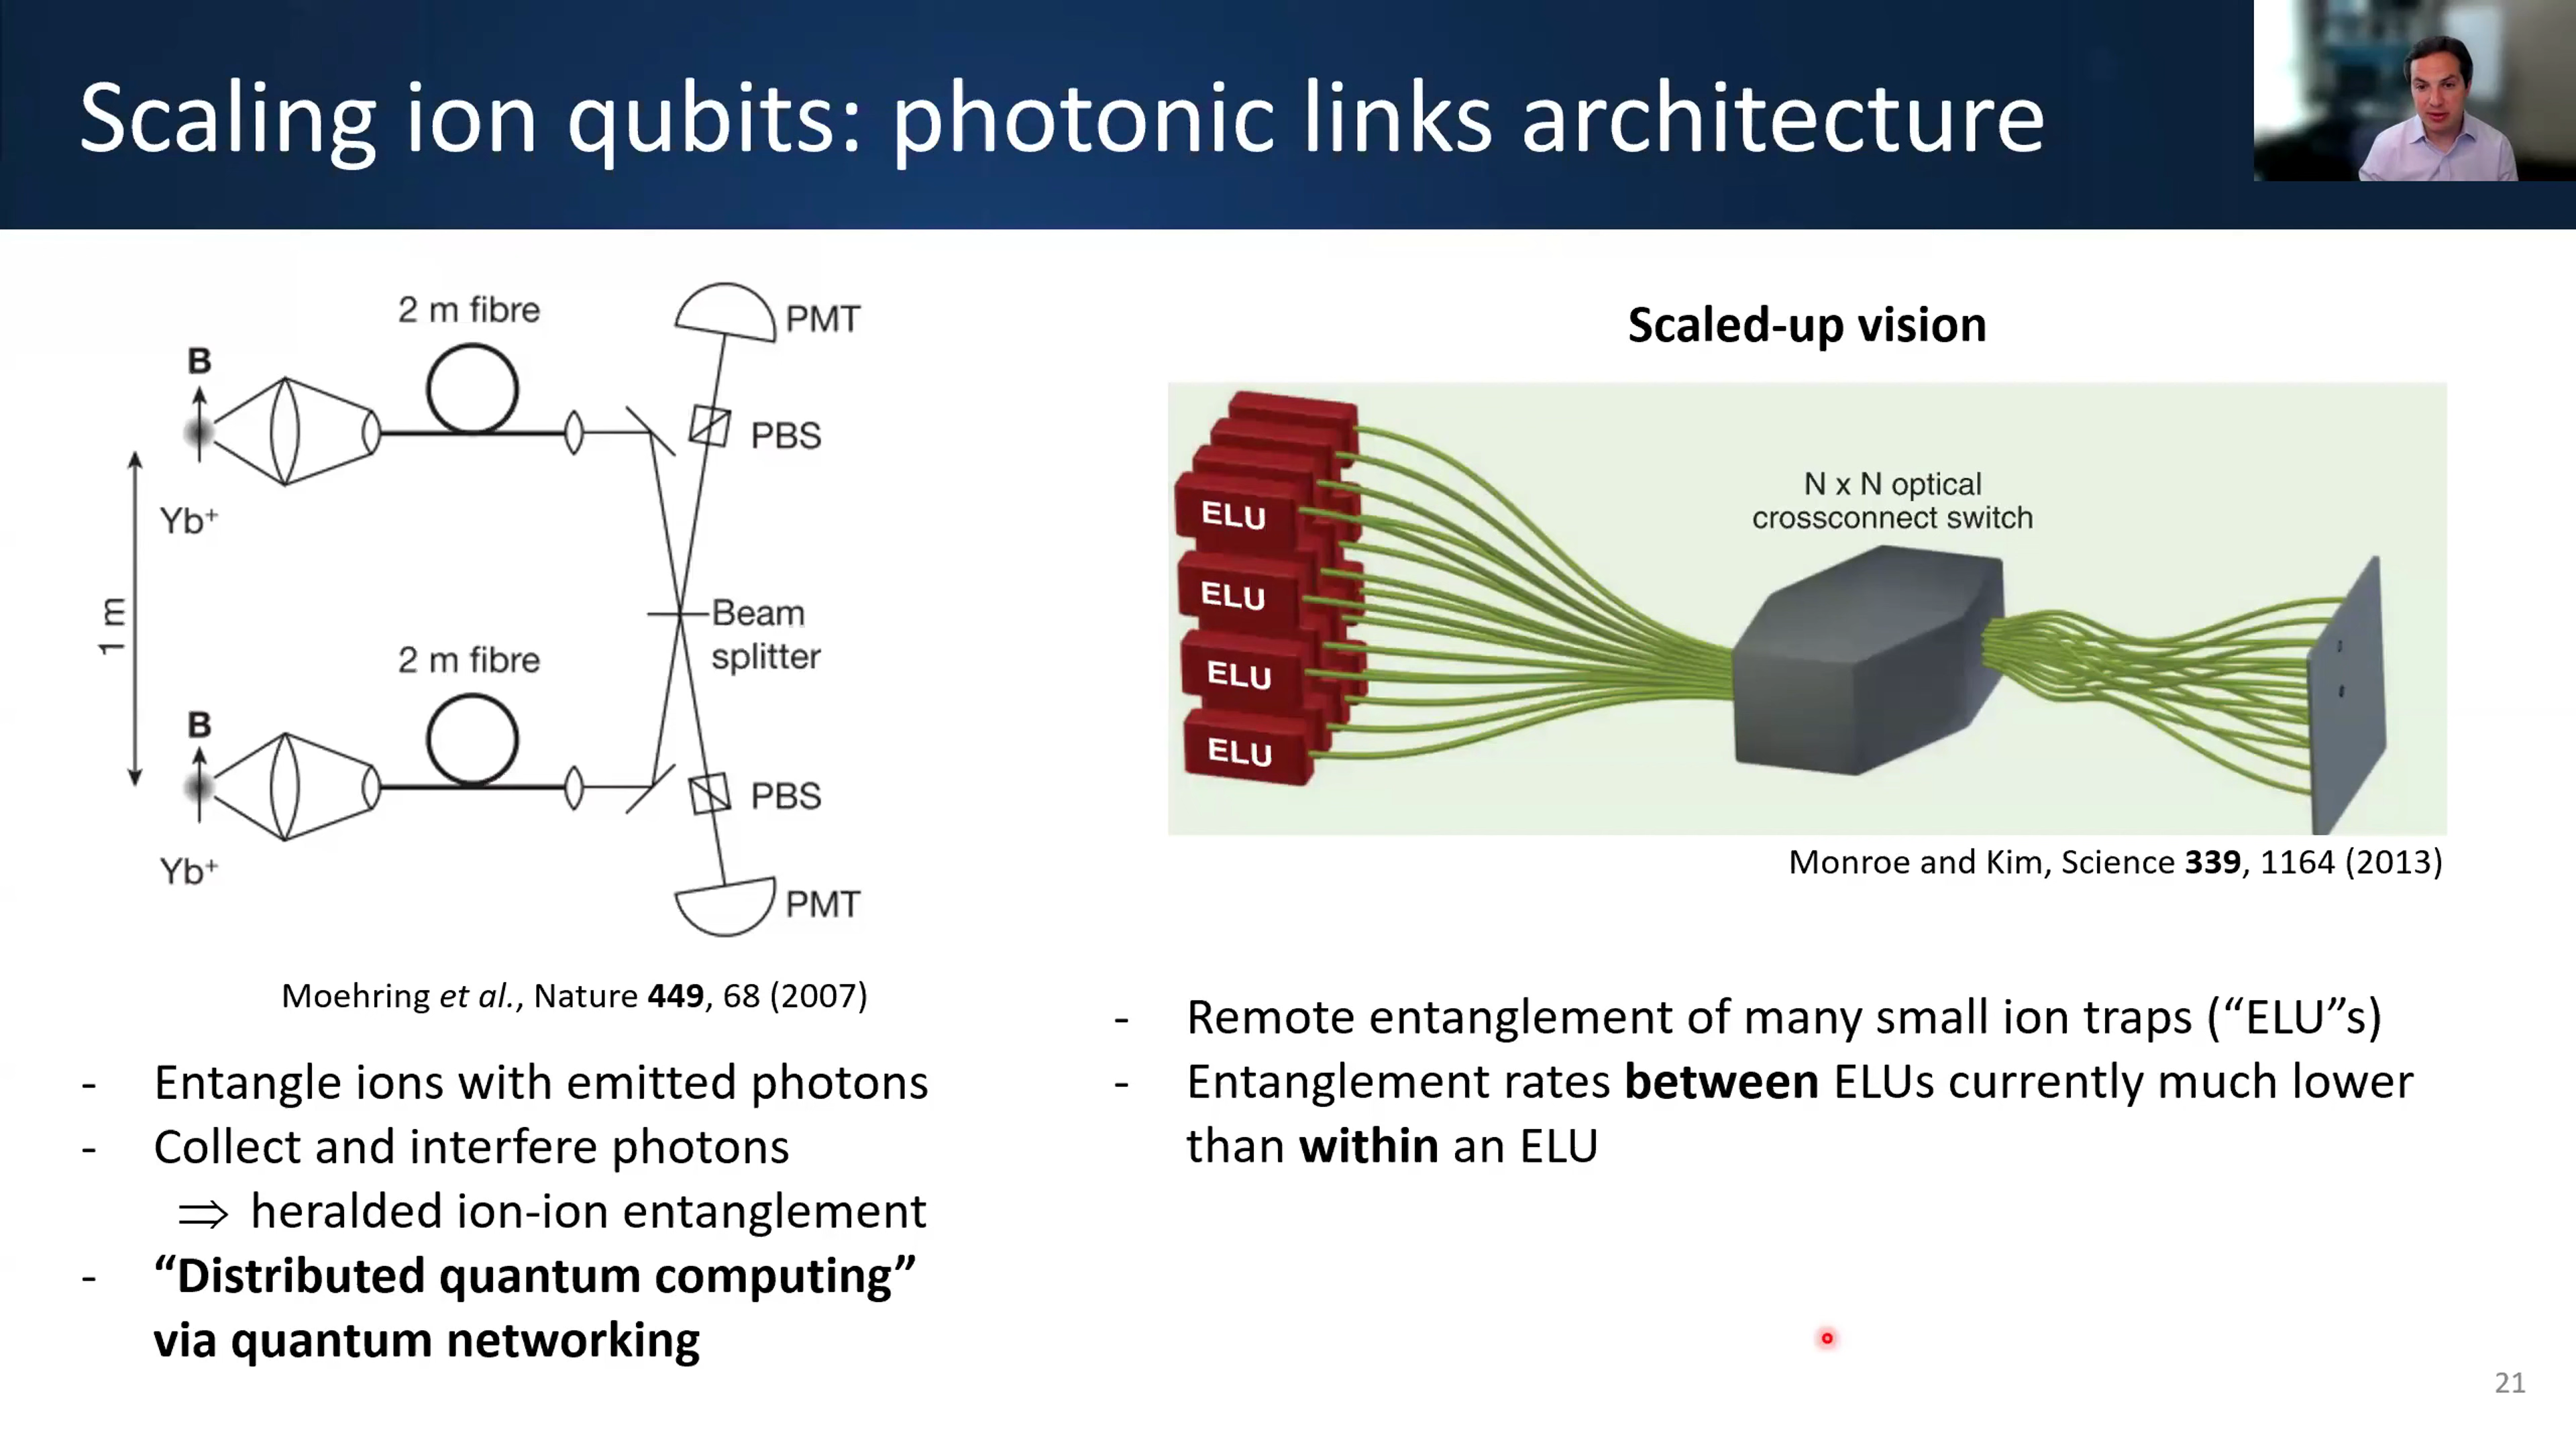 Scaling ion qubits: photonic links architecture
2 m fibre
PMT
B
PBS
Yb⁺
1 m
Beam
splitter
2 m fibre
B
PBS
Yb⁺
PMT
Moehring et al., Nature 449, 68 (2007)
- Entangle ions with emitted photons
- Collect and interfere photons
⇒ heralded ion-ion entanglement
- “Distributed quantum computing”
via quantum networking
Scaled-up vision
ELU
ELU
ELU
ELU
N x N optical
crossconnect switch
Monroe and Kim, Science 339, 1164 (2013)
- Remote entanglement of many small ion traps (“ELU”s)
- Entanglement rates between ELUs currently much lower
than within an ELU
21